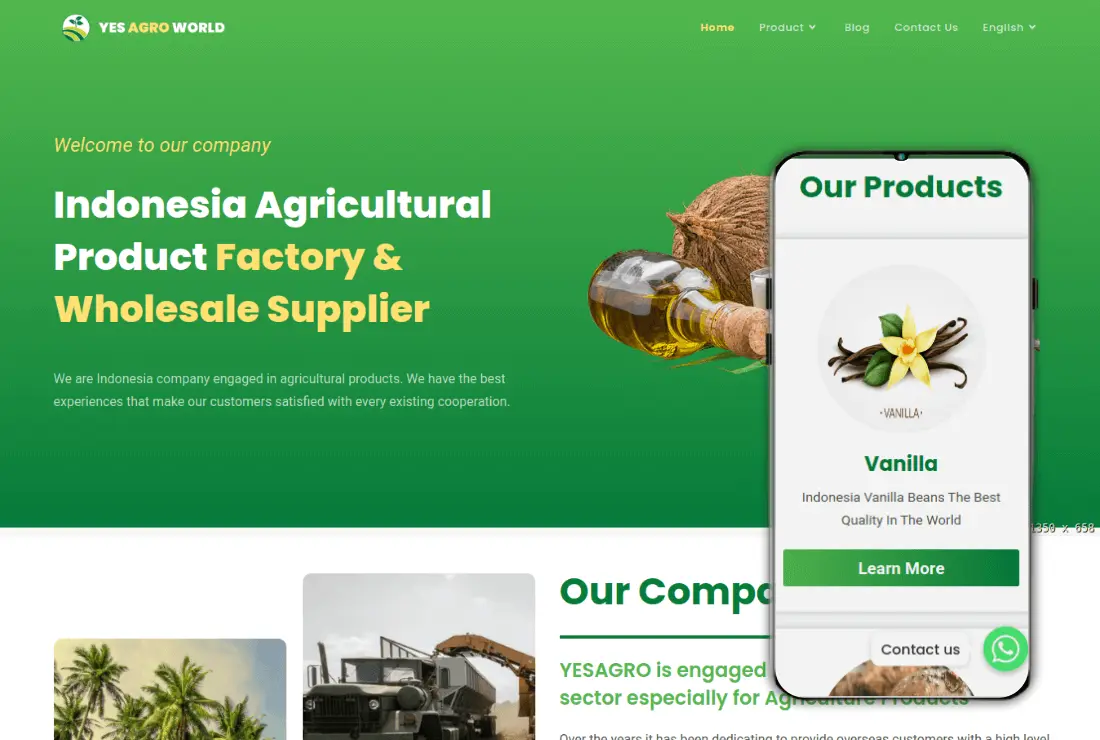 YES AGRO WORLD
Home Product Blog Contact Us English
Welcome to our company
Indonesia Agricultural
Product Factory &
Wholesale Supplier
We are Indonesia company engaged in agricultural products. We have the best
experiences that make our customers satisfied with every existing cooperation.
Our Products
·VANILLA·
Vanilla
Indonesia Vanilla Beans The Best
Quality In The World
Learn More
Contact us
1350 x 658
Our Compa
YESAGRO is engaged
sector especially for Agriculture Products
Over the years it has been dedicating to provide overseas customers with a high level